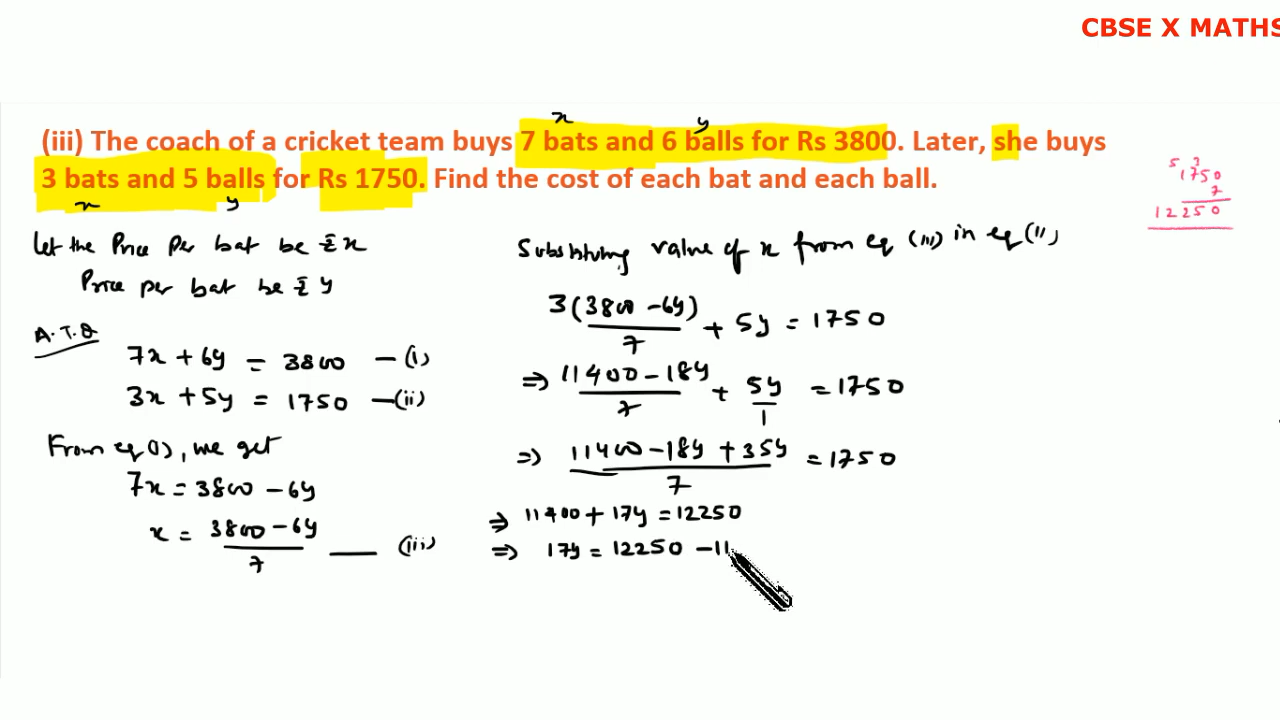 CBSE X MATHS
x y
(iii) The coach of a cricket team buys 7 bats and 6 balls for Rs 3800. Later, she buys
3 bats and 5 balls for Rs 1750. Find the cost of each bat and each ball.
x y
5 3
1750
7
12250
Let the Price Per bat be ₹ x
Price per bat be ₹ y
A.T.Q
7x + 6y = 3800 — (i)
3x + 5y = 1750 — (ii)
From eq (i), we get
7x = 3800 - 6y
x = 3800 - 6y
7
— (iii)
Substituting value of x from eq (iii) in eq (ii)
3(3800 - 6y) + 5y = 1750
7
⇒ 11400 - 18y + 5y = 1750
7 1
⇒ 11400 - 18y + 35y = 1750
7
⇒ 11400 + 17y = 12250
⇒ 17y = 12250 - 11